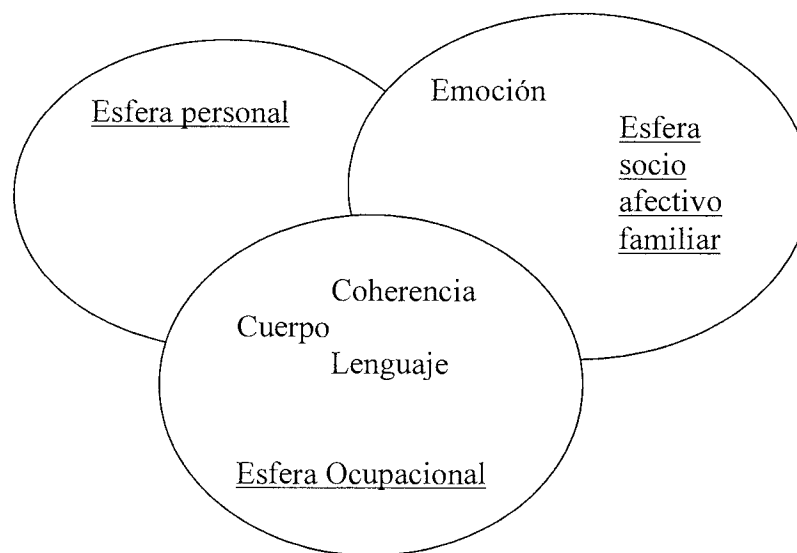 Emoción
Esfera personal
Esfera
socio
afectivo
familiar
Coherencia
Cuerpo
Lenguaje
Esfera Ocupacional